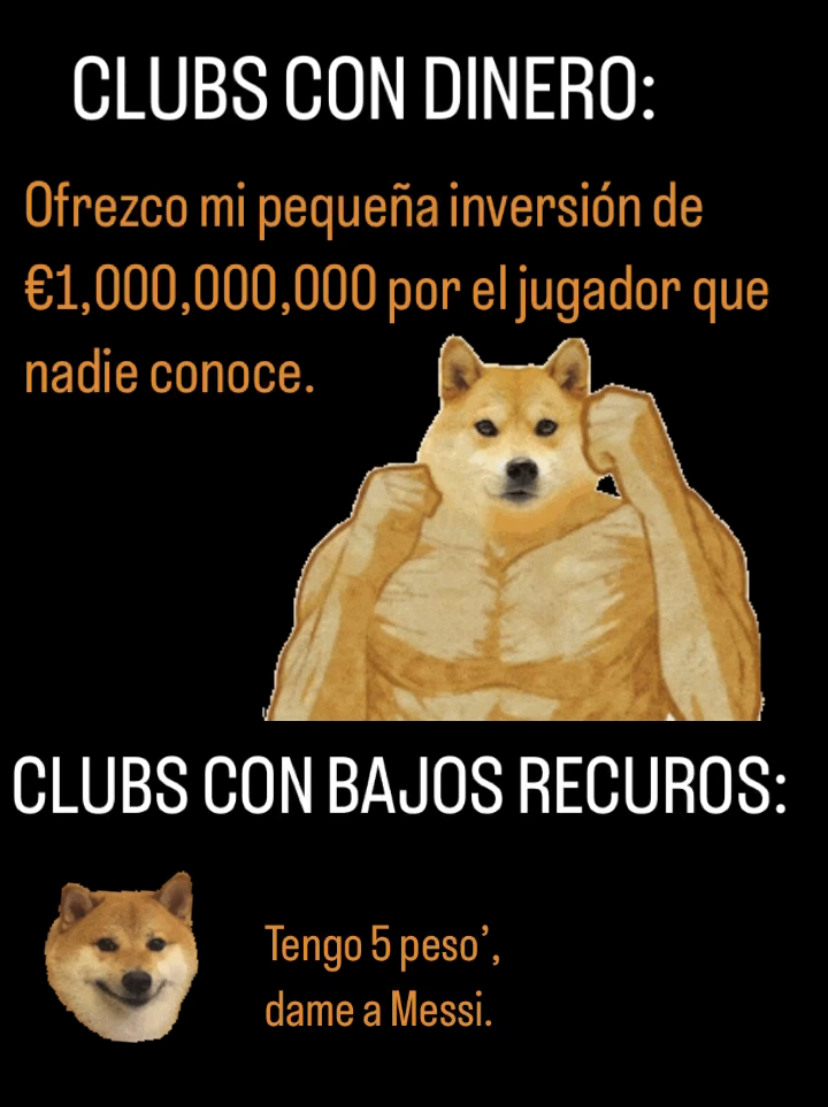 CLUBS CON DINERO:
Ofrezco mi pequeña inversión de
€1,000,000,000 por el jugador que
nadie conoce.
CLUBS CON BAJOS RECUROS:
Tengo 5 peso’,
dame a Messi.